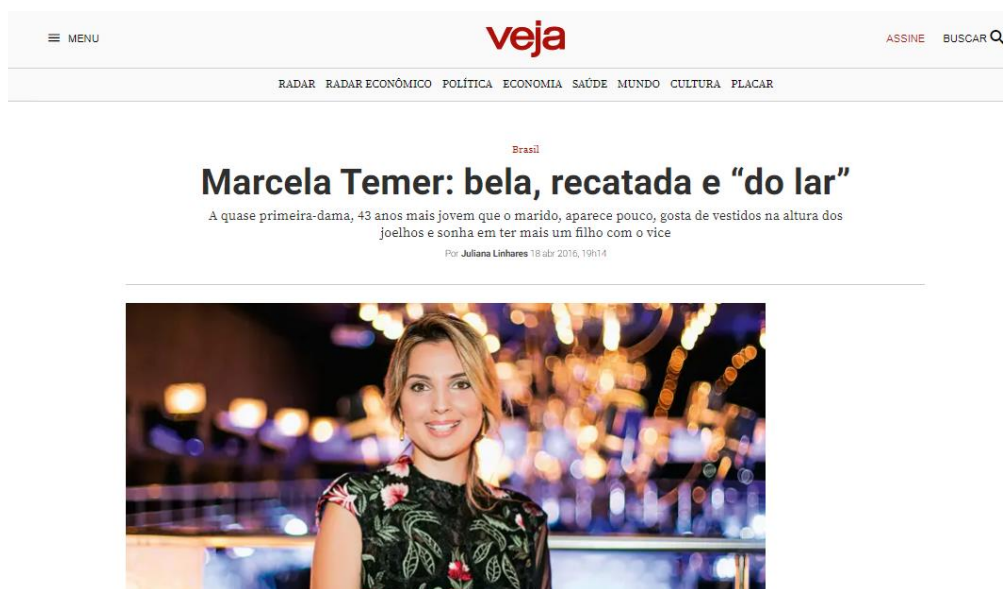 MENU
veja
ASSINE BUSCAR
RADAR RADAR ECONÔMICO POLÍTICA ECONOMIA SAÚDE MUNDO CULTURA PLACAR
Brasil
Marcela Temer: bela, recatada e “do lar”
A quase primeira-dama, 43 anos mais jovem que o marido, aparece pouco, gosta de vestidos na altura dos
joelhos e sonha em ter mais um filho com o vice
Por Juliana Linhares 18 abr 2016, 19h14